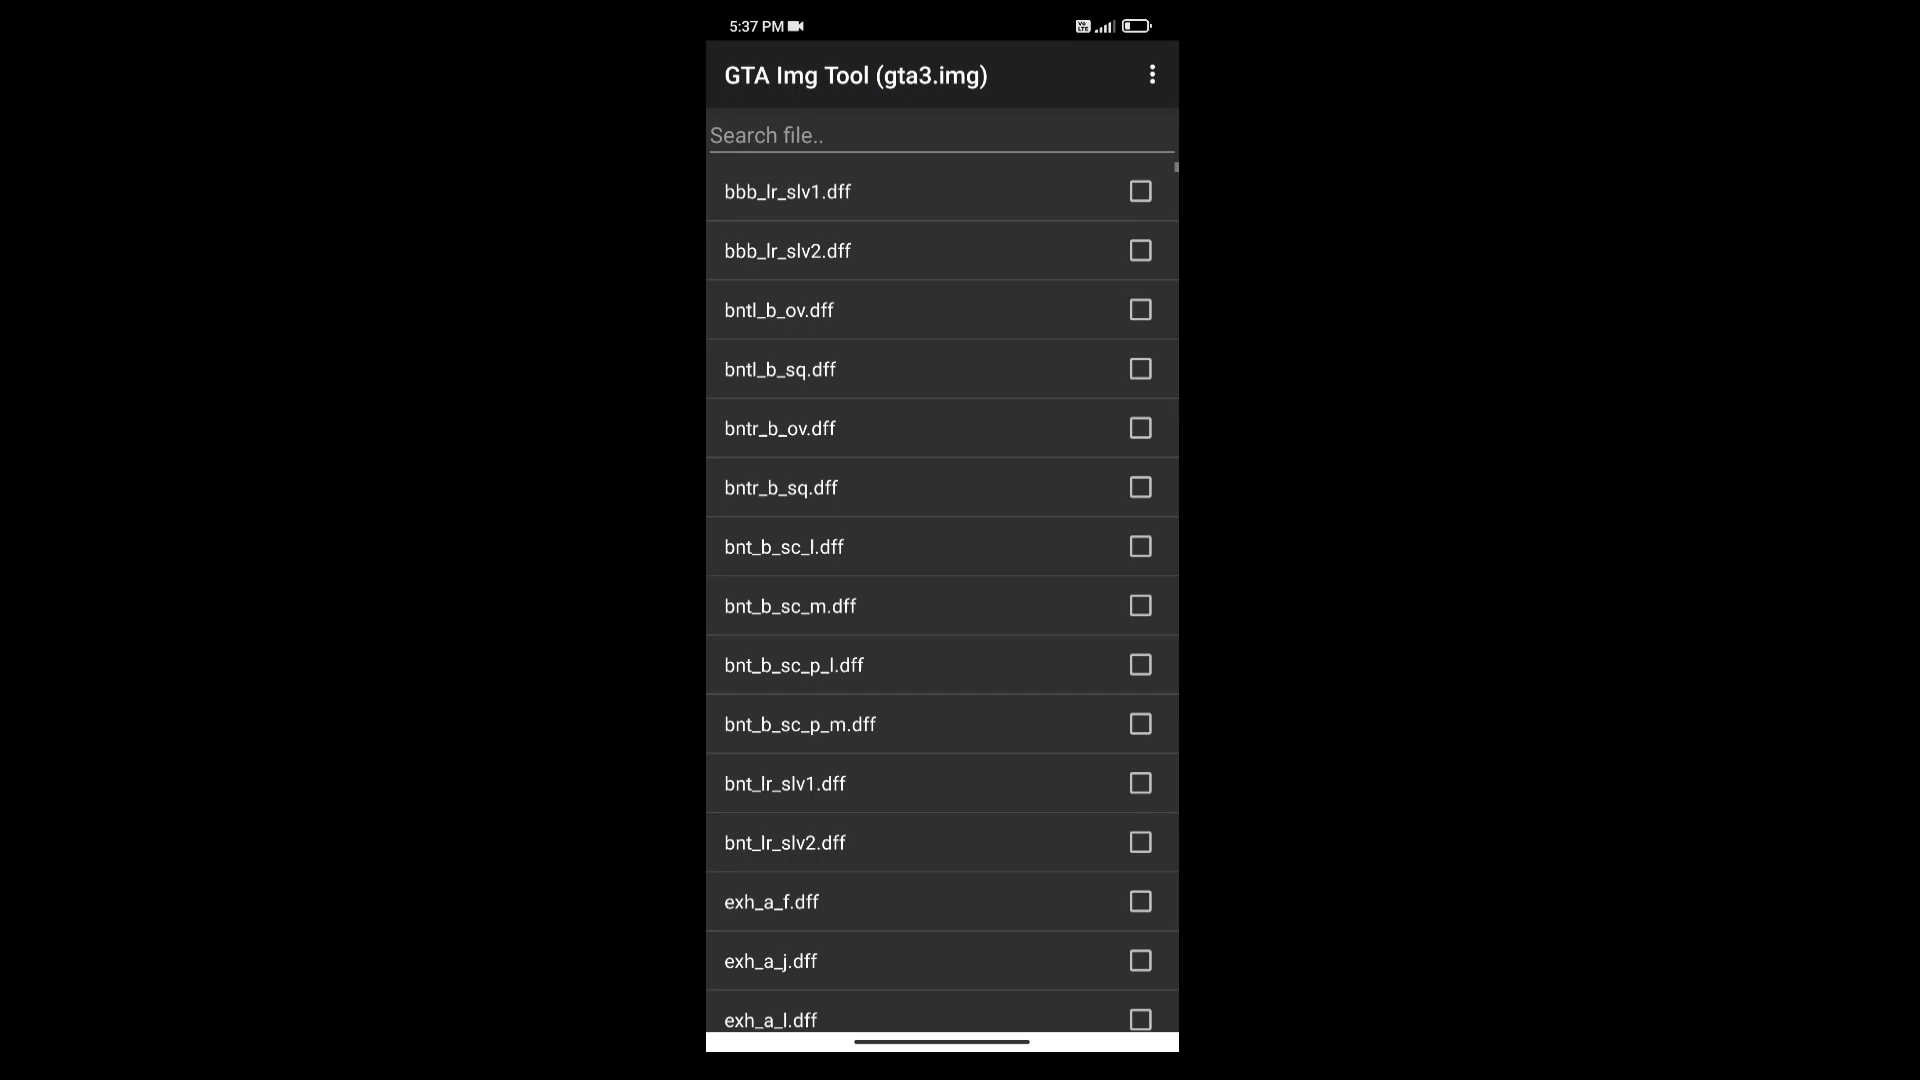 5:37 PM
Vo LTE
GTA Img Tool (gta3.img)
Search file..
bbb_lr_slv1.dff
bbb_lr_slv2.dff
bntl_b_ov.dff
bntl_b_sq.dff
bntr_b_ov.dff
bntr_b_sq.dff
bnt_b_sc_l.dff
bnt_b_sc_m.dff
bnt_b_sc_p_l.dff
bnt_b_sc_p_m.dff
bnt_lr_slv1.dff
bnt_lr_slv2.dff
exh_a_f.dff
exh_a_j.dff
exh_a_l.dff